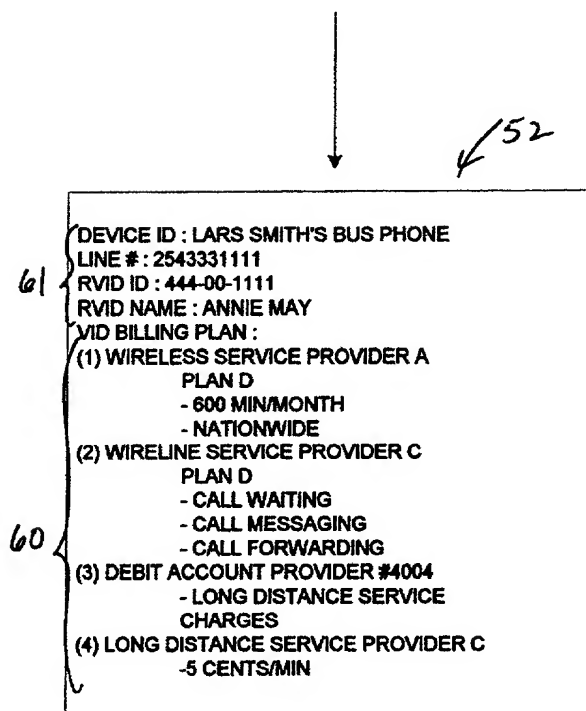 52
DEVICE ID : LARS SMITH'S BUS PHONE
LINE # : 2543331111
61
RVID ID : 444-00-1111
RVID NAME : ANNIE MAY
VID BILLING PLAN :
(1) WIRELESS SERVICE PROVIDER A
PLAN D
- 600 MIN/MONTH
- NATIONWIDE
(2) WIRELINE SERVICE PROVIDER C
PLAN D
- CALL WAITING
- CALL MESSAGING
60
- CALL FORWARDING
(3) DEBIT ACCOUNT PROVIDER #4004
- LONG DISTANCE SERVICE
CHARGES
(4) LONG DISTANCE SERVICE PROVIDER C
-5 CENTS/MIN